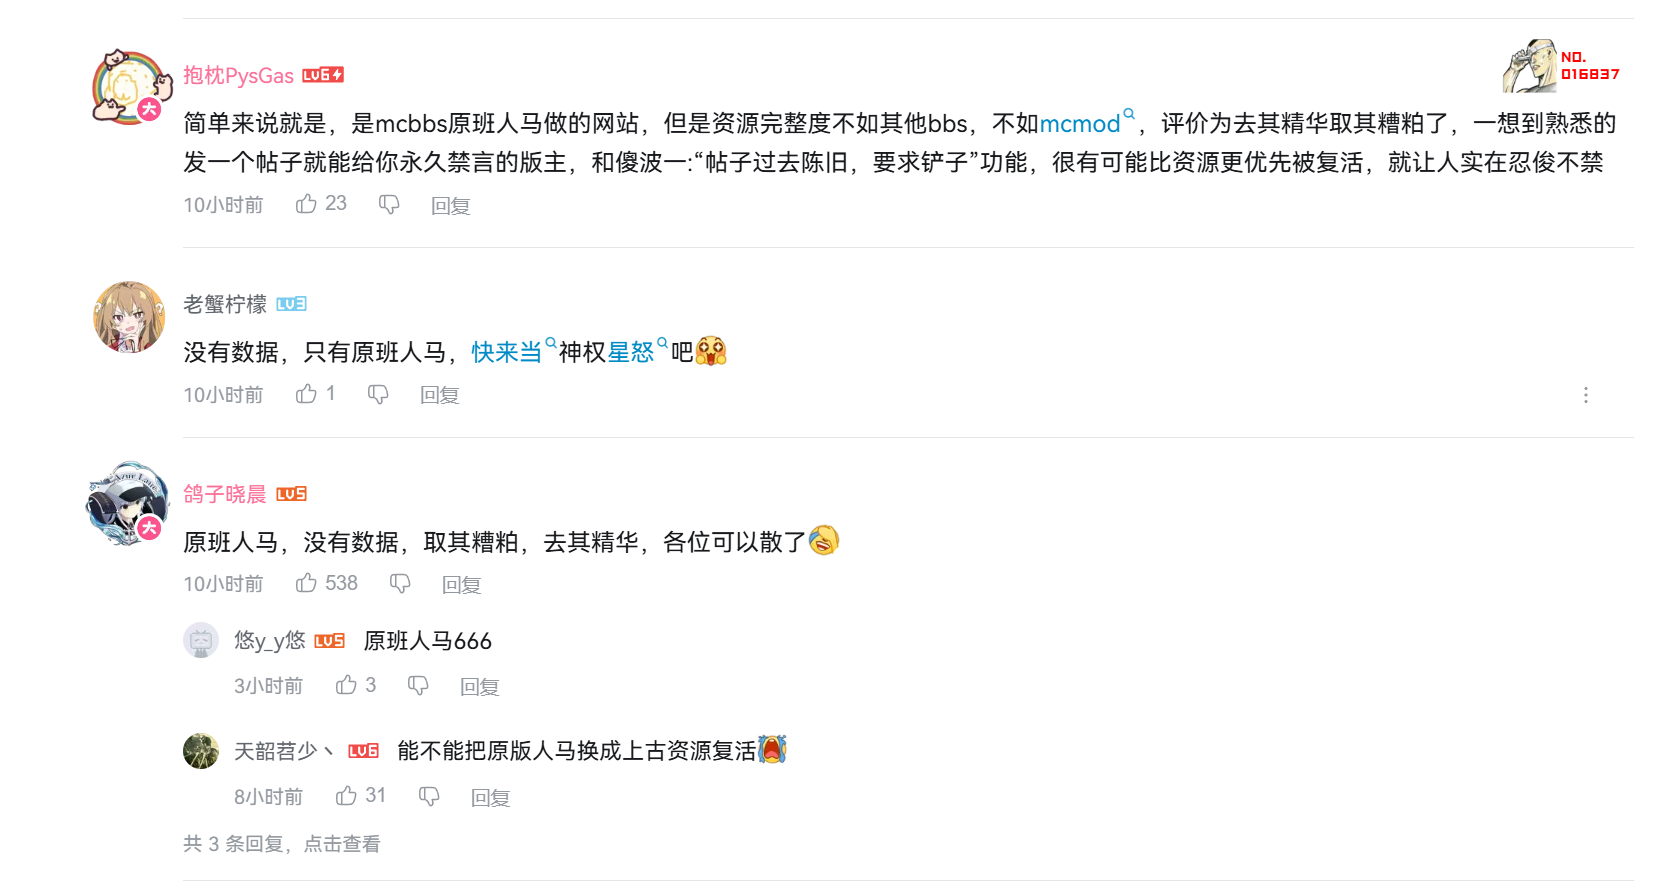 抱枕PysGas LV6
NO.
016837
简单来说就是，是mcbbs原班人马做的网站，但是资源完整度不如其他bbs，不如mcmod，评价为去其精华取其糟粕了，一想到熟悉的
发一个帖子就能给你永久禁言的版主，和傻波一:“帖子过去陈旧，要求铲子”功能，很有可能比资源更优先被复活，就让人实在忍俊不禁
10小时前 23 回复
老蟹柠檬 LV3
没有数据，只有原班人马，快来当神权星怒吧
10小时前 1 回复
Azur Lane
鸽子晓晨 LV5
大
大
原班人马，没有数据，取其糟粕，去其精华，各位可以散了
10小时前 538 回复
悠y_y悠 LV5 原班人马666
3小时前 3 回复
天韶苕少丶 LV6 能不能把原版人马换成上古资源复活
8小时前 31 回复
共 3 条回复，点击查看